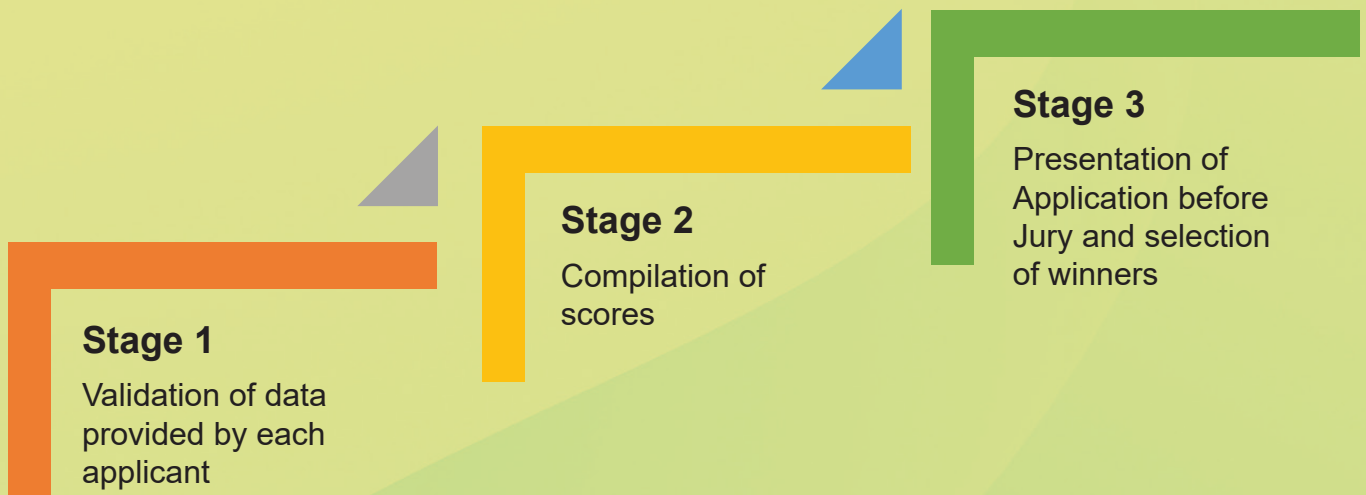 Stage 1
Validation of data
provided by each
applicant
Stage 2
Compilation of
scores
Stage 3
Presentation of
Application before
Jury and selection
of winners